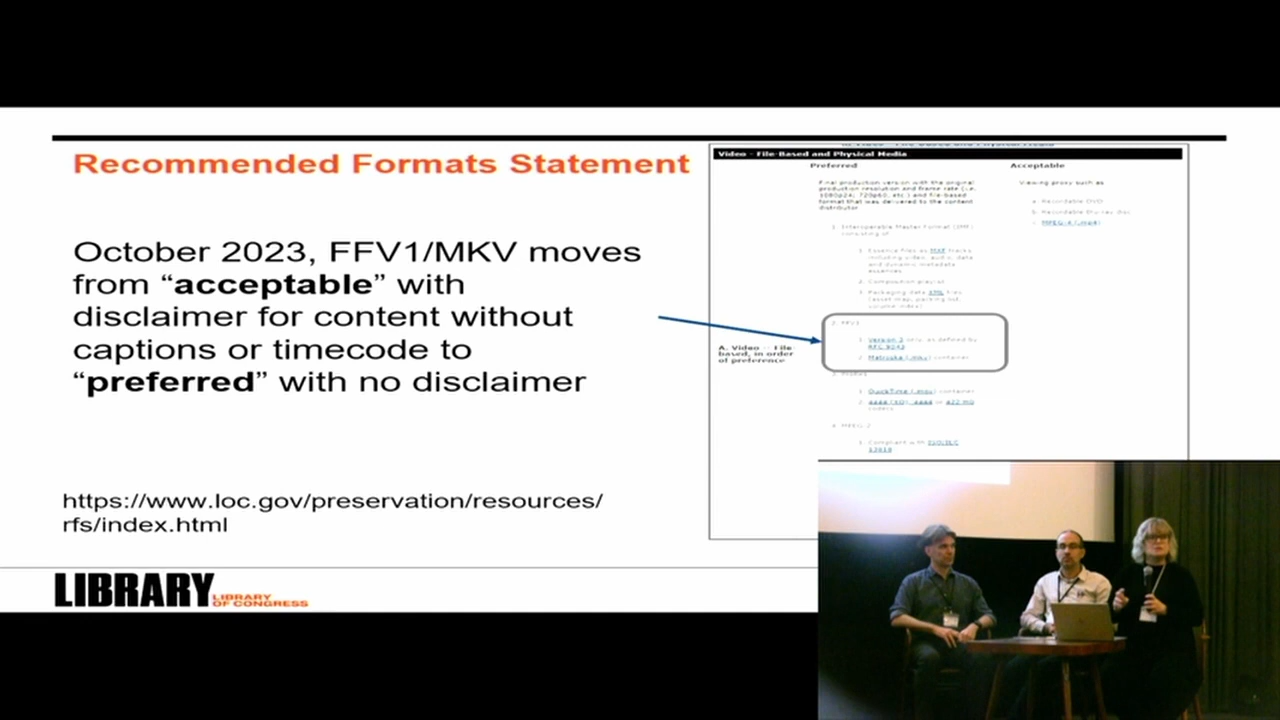 Recommended Formats Statement
October 2023, FFV1/MKV moves
from “acceptable” with
disclaimer for content without
captions or timecode to
“preferred” with no disclaimer
https://www.loc.gov/preservation/resources/
rfs/index.html
LIBRARY
LIBRARY
OF CONGRESS
Video - File-Based and Physical Media
Preferred
Acceptable
Final production version with the original
production resolution and frame rate (i.e.
1080p24, 720p60, etc.) and file-based
format that was delivered to the content
distributor
Viewing proxy such as
a. Recordable DVD
b. Recordable Blu-ray Disc
MPEG-4 (.mp4)
1. Interoperable Master Format (IMF)
consisting of
1. Essence files as MXF tracks
including video, audio, data
and dynamic metadata
essences
2. Composition playlist
3. Packaging data XML files
(asset map, packing list,
volume index)
A. Video -- File-
based, in order
of preference
2. FFV1
1. Version 3 only, as defined by
RFC 9043
2. Matroska (.mkv) container
3. ProRes
1. QuickTime (.mov) container
2. 4444 (XQ), 4444 or 422 HQ
codecs
4. MPEG-2
1. Compliant with ISO/IEC
13818